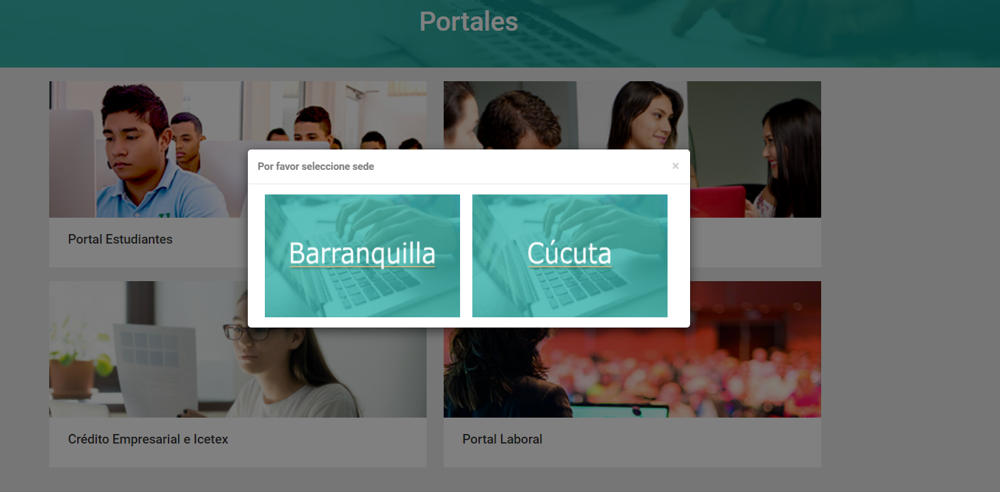 Portales
Por favor seleccione sede
×
Barranquilla
Cúcuta
Portal Estudiantes
Crédito Empresarial e Icetex
Portal Laboral